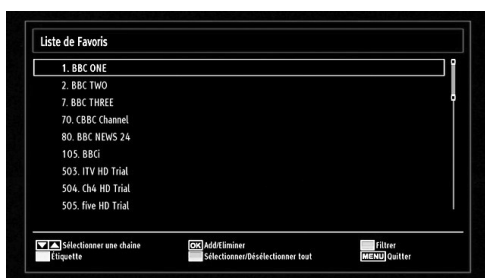 Liste de Favoris
1. BBC ONE
2. BBC TWO
7. BBC THREE
70. CBBC Channel
80. BBC NEWS 24
105. BBCi
503. ITV HD Trial
504. Ch4 HD Trial
505. five HD Trial
Sélectionner une chaine
OK Add/Eliminer
Filtrer
Étiquette
Sélectionner/Désélectionner tout
MENU Quitter